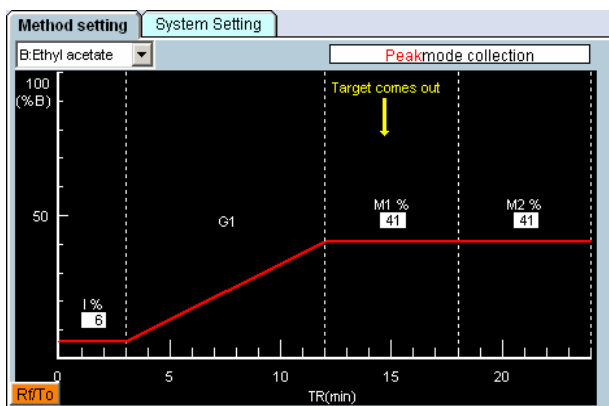 Method setting
System Setting
B:Ethyl acetate
Peakmode collection
100
(%B)
Target comes out
50
G1
M1 %
41
M2 %
41
I %
6
0
5
10
15
20
Rf/To
TR(min)